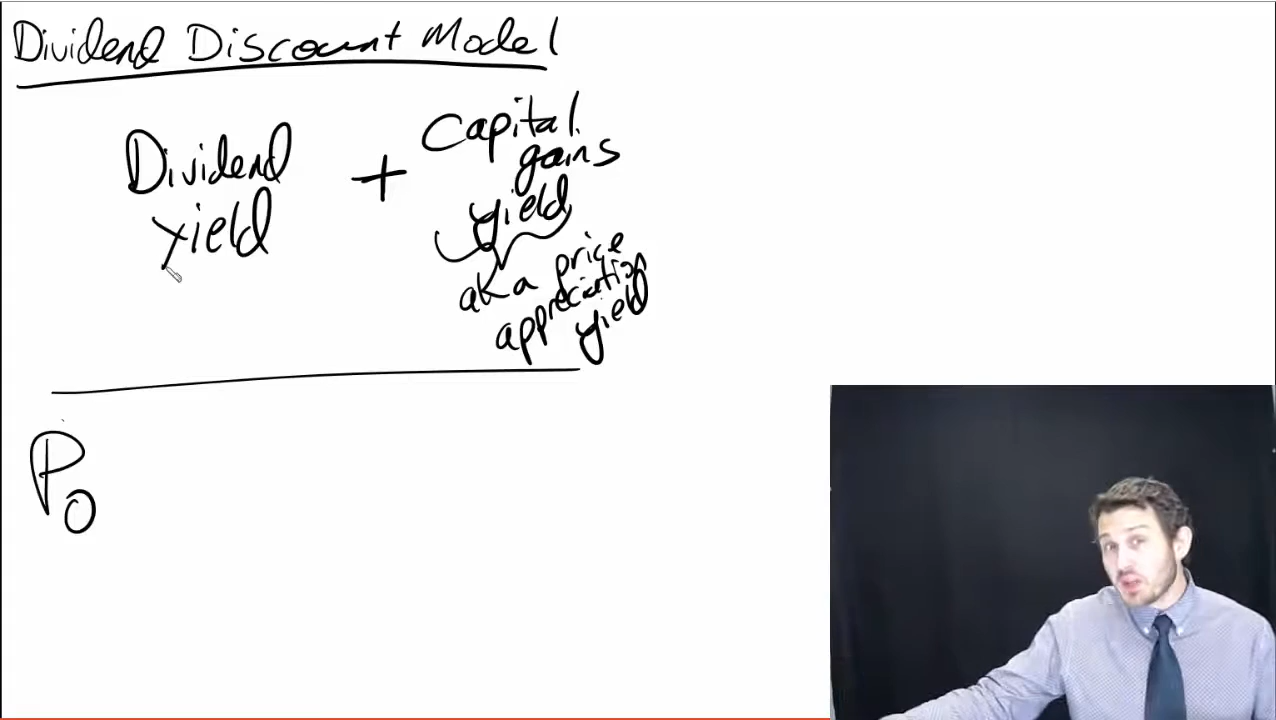 Dividend Discount Model
Dividend
yield
+
Capital
gains
yield
aka price
appreciation
yield
P0